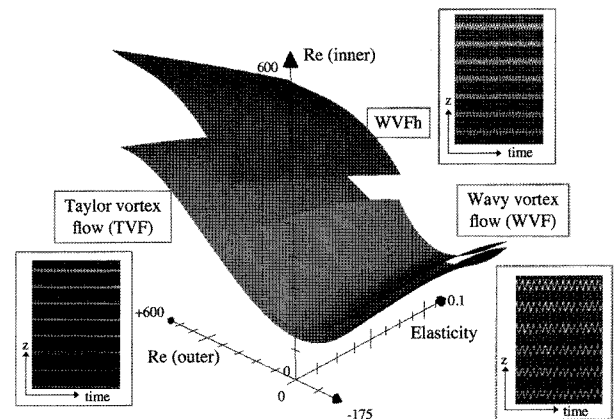 600
Re (inner)
WVFh
z
time
Taylor vortex
flow (TVF)
Wavy vortex
flow (WVF)
+600
Re (outer)
0
0
Elasticity
0.1
-175
z
time
z
time